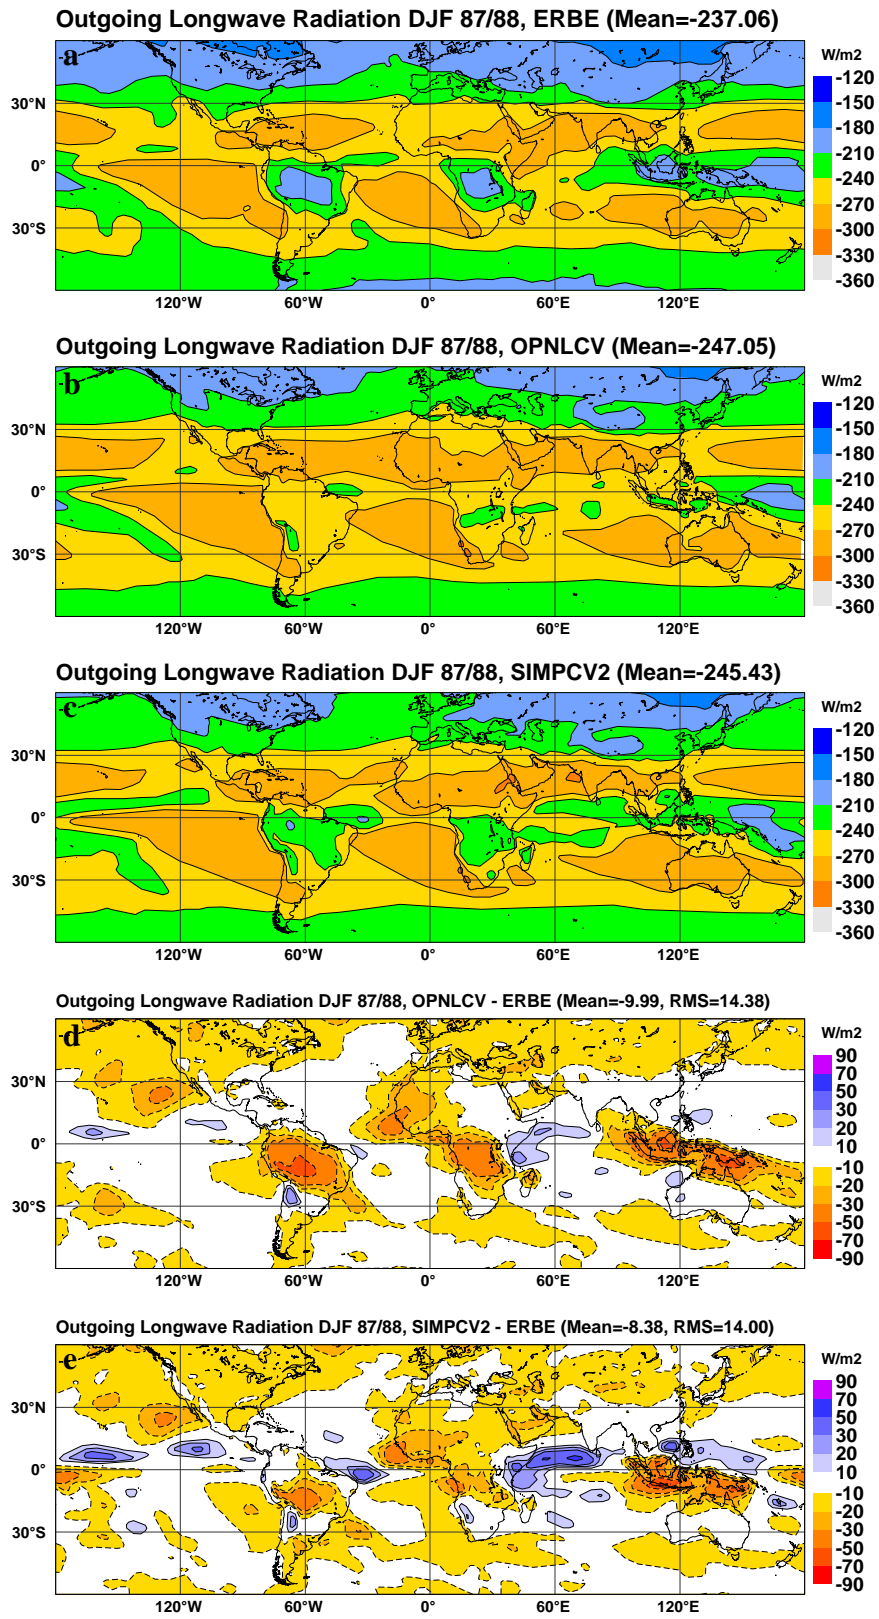 Outgoing Longwave Radiation DJF 87/88, ERBE (Mean=-237.06)
a
W/m2
-120
-150
-180
-210
-240
-270
-300
-330
-360
30°N
0°
30°S
120°W 60°W 0° 60°E 120°E
Outgoing Longwave Radiation DJF 87/88, OPNLCV (Mean=-247.05)
b
W/m2
-120
-150
-180
-210
-240
-270
-300
-330
-360
30°N
0°
30°S
120°W 60°W 0° 60°E 120°E
Outgoing Longwave Radiation DJF 87/88, SIMPCV2 (Mean=-245.43)
c
W/m2
-120
-150
-180
-210
-240
-270
-300
-330
-360
30°N
0°
30°S
120°W 60°W 0° 60°E 120°E
Outgoing Longwave Radiation DJF 87/88, OPNLCV - ERBE (Mean=-9.99, RMS=14.38)
d
W/m2
90
70
50
30
20
10
-10
-20
-30
-50
-70
-90
30°N
0°
30°S
120°W 60°W 0° 60°E 120°E
Outgoing Longwave Radiation DJF 87/88, SIMPCV2 - ERBE (Mean=-8.38, RMS=14.00)
e
W/m2
90
70
50
30
20
10
-10
-20
-30
-50
-70
-90
30°N
0°
30°S
120°W 60°W 0° 60°E 120°E